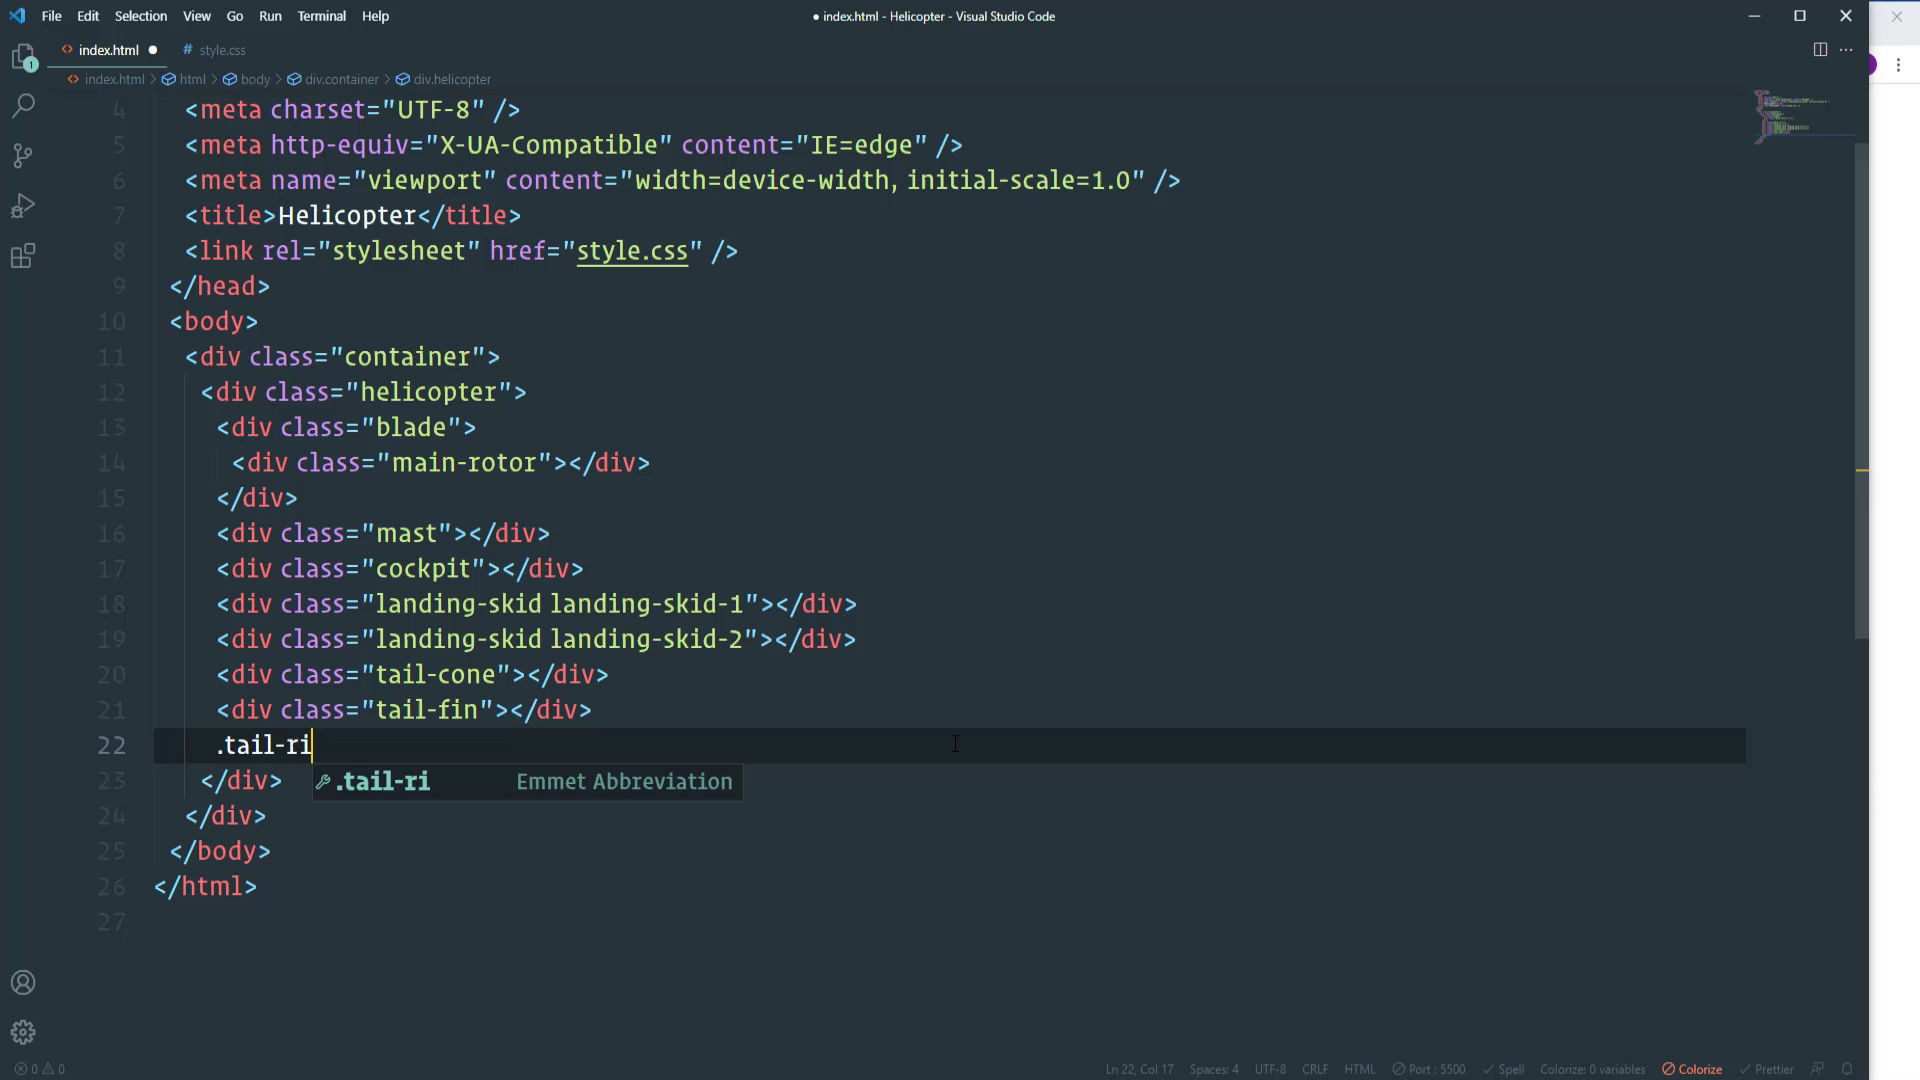 File Edit Selection View Go Run Terminal Help
● index.html - Helicopter - Visual Studio Code
index.html ● # style.css
index.html > html > body > div.container > div.helicopter
4 <meta charset="UTF-8" />
5 <meta http-equiv="X-UA-Compatible" content="IE=edge" />
6 <meta name="viewport" content="width=device-width, initial-scale=1.0" />
7 <title>Helicopter</title>
8 <link rel="stylesheet" href="style.css" />
9 </head>
10 <body>
11 <div class="container">
12 <div class="helicopter">
13 <div class="blade">
14 <div class="main-rotor"></div>
15 </div>
16 <div class="mast"></div>
17 <div class="cockpit"></div>
18 <div class="landing-skid landing-skid-1"></div>
19 <div class="landing-skid landing-skid-2"></div>
20 <div class="tail-cone"></div>
21 <div class="tail-fin"></div>
22 .tail-ri
23 </div> .tail-ri Emmet Abbreviation
24 </div>
25 </body>
26 </html>
27
1
0 0 Ln 22, Col 17 Spaces: 4 UTF-8 CRLF HTML Port : 5500 Spell Colorize: 0 variables Colorize Prettier